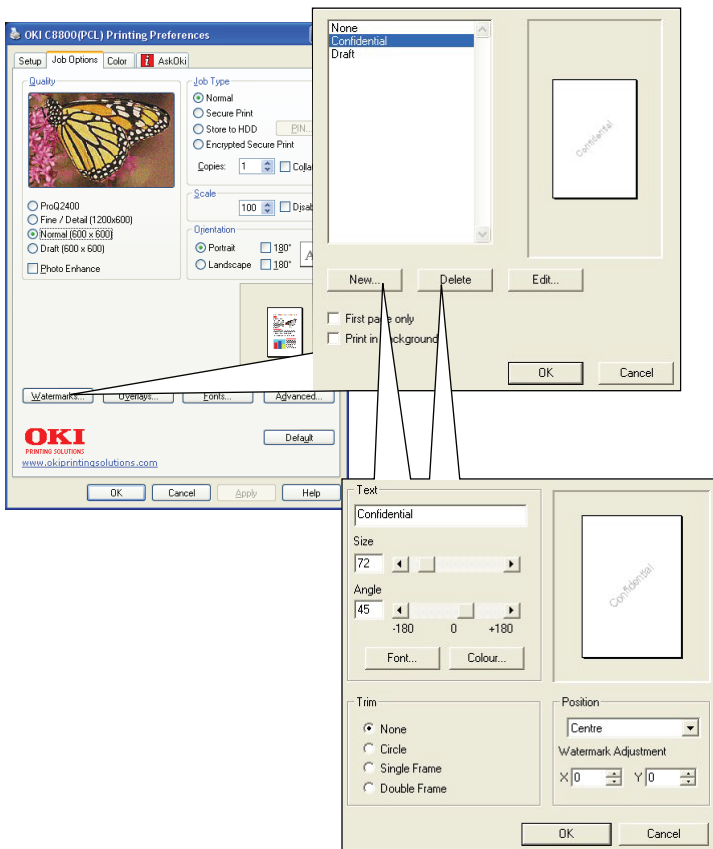 OKI C8800(PCL) Printing Preferences
Setup Job Options Color i AskOki
Quality
ProQ2400
Fine / Detail (1200x600)
Normal (600 x 600)
Draft (600 x 600)
Photo Enhance
Job Type
Normal
Secure Print
Store to HDD PIN...
Encrypted Secure Print
Copies: 1
Scale
100
Orientation
Portrait 180°
Landscape 180°
A
Watermarks... Overlays... Fonts... Advanced...
OKI
PRINTING SOLUTIONS
www.okiprintingsolutions.com
Default
OK Cancel Apply Help
None
Confidential
Draft
Confidential
New... Delete Edit...
First page only
Print in background
OK Cancel
Text
Confidential
Size
72
Angle
45
-180 0 +180
Font... Colour...
Confidential
Trim
None
Circle
Single Frame
Double Frame
Position
Centre
Watermark Adjustment
X 0 Y 0
OK Cancel